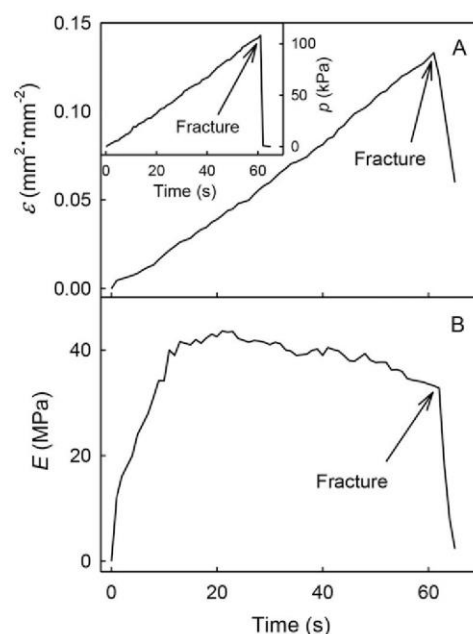 A
ε (mm²·mm⁻²)
0.15
0.10
0.05
0.00
p (kPa)
100
50
0
Fracture
0 20 40 60
Time (s)
Fracture
B
E (MPa)
40
20
0
Fracture
0 20 40 60
Time (s)